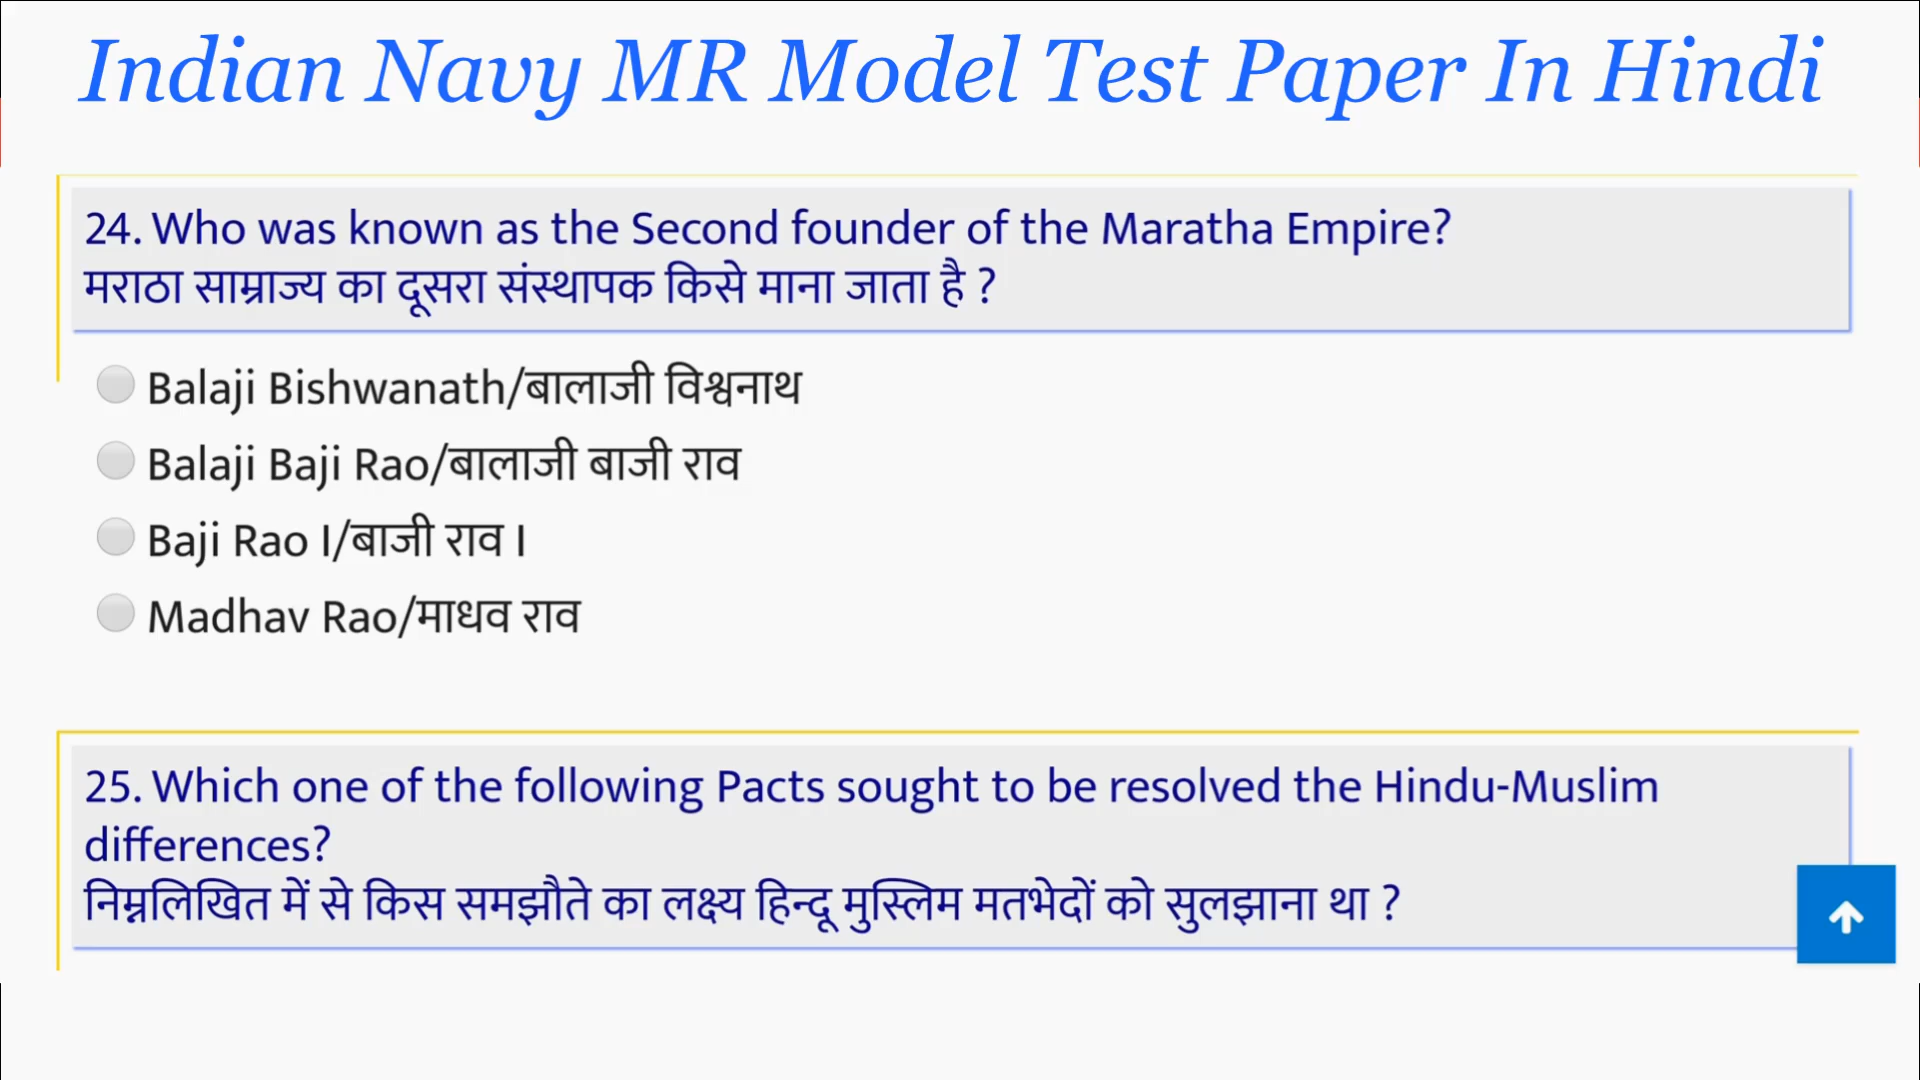 Indian Navy MR Model Test Paper In Hindi
24. Who was known as the Second founder of the Maratha Empire?
मराठा साम्राज्य का दूसरा संस्थापक किसे माना जाता है ?
Balaji Bishwanath/बालाजी विश्वनाथ
Balaji Baji Rao/बालाजी बाजी राव
Baji Rao I/बाजी राव I
Madhav Rao/माधव राव
25. Which one of the following Pacts sought to be resolved the Hindu-Muslim
differences?
निम्नलिखित में से किस समझौते का लक्ष्य हिन्दू मुस्लिम मतभेदों को सुलझाना था ?